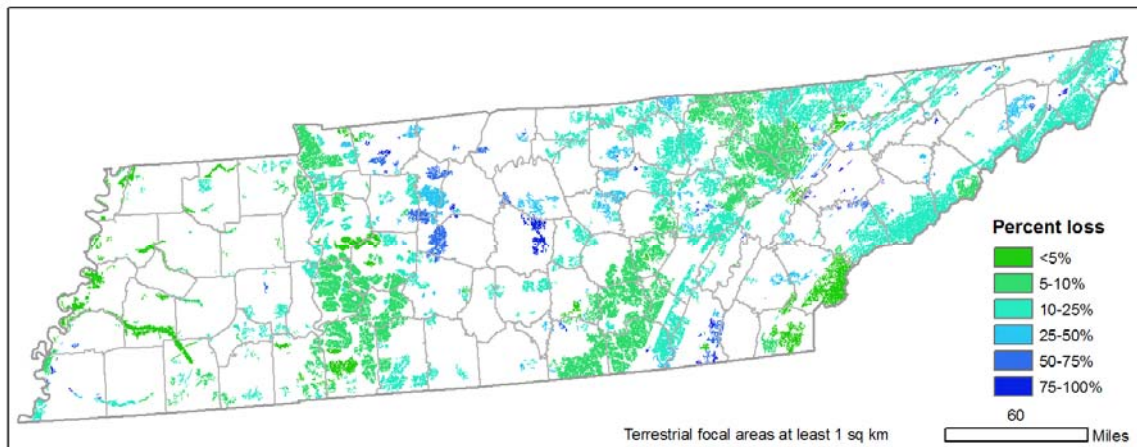 Percent loss
<5%
5-10%
10-25%
25-50%
50-75%
75-100%
60
Terrestrial focal areas at least 1 sq km
Miles